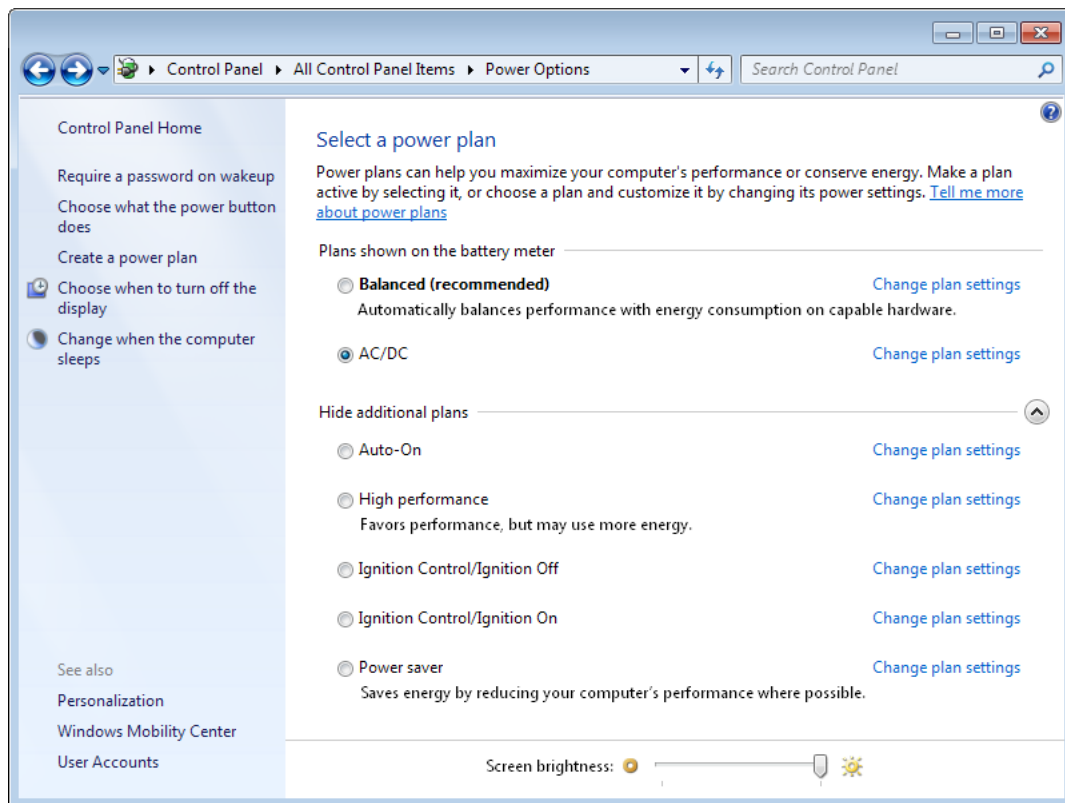 Control Panel
All Control Panel Items
Power Options
Search Control Panel
Control Panel Home
Require a password on wakeup
Choose what the power button
does
Create a power plan
Choose when to turn off the
display
Change when the computer
sleeps
See also
Personalization
Windows Mobility Center
User Accounts
Select a power plan
Power plans can help you maximize your computer's performance or conserve energy. Make a plan
active by selecting it, or choose a plan and customize it by changing its power settings. Tell me more
about power plans
Plans shown on the battery meter
Balanced (recommended) Change plan settings
Automatically balances performance with energy consumption on capable hardware.
AC/DC Change plan settings
Hide additional plans
Auto-On Change plan settings
High performance Change plan settings
Favors performance, but may use more energy.
Ignition Control/Ignition Off Change plan settings
Ignition Control/Ignition On Change plan settings
Power saver Change plan settings
Saves energy by reducing your computer's performance where possible.
Screen brightness: